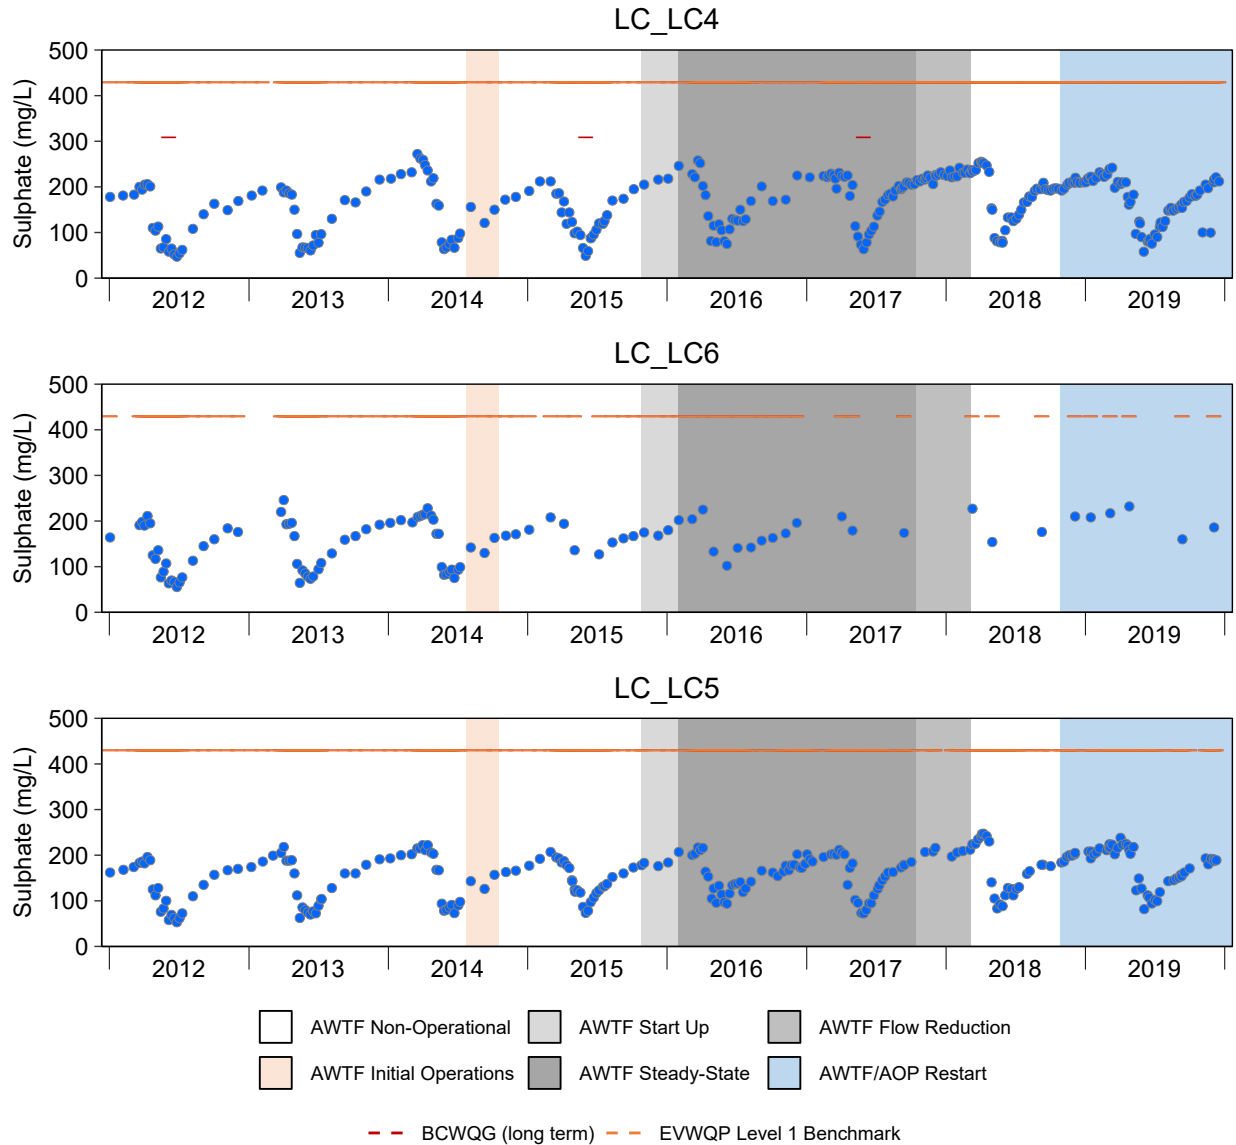 LC_LC4
500
400
300
200
100
0
Sulphate (mg/L)
2012 2013 2014 2015 2016 2017 2018 2019
LC_LC6
500
400
300
200
100
0
Sulphate (mg/L)
2012 2013 2014 2015 2016 2017 2018 2019
LC_LC5
500
400
300
200
100
0
Sulphate (mg/L)
2012 2013 2014 2015 2016 2017 2018 2019
AWTF Non-Operational AWTF Start Up AWTF Flow Reduction
AWTF Initial Operations AWTF Steady-State AWTF/AOP Restart
BCWQG (long term) EVWQP Level 1 Benchmark